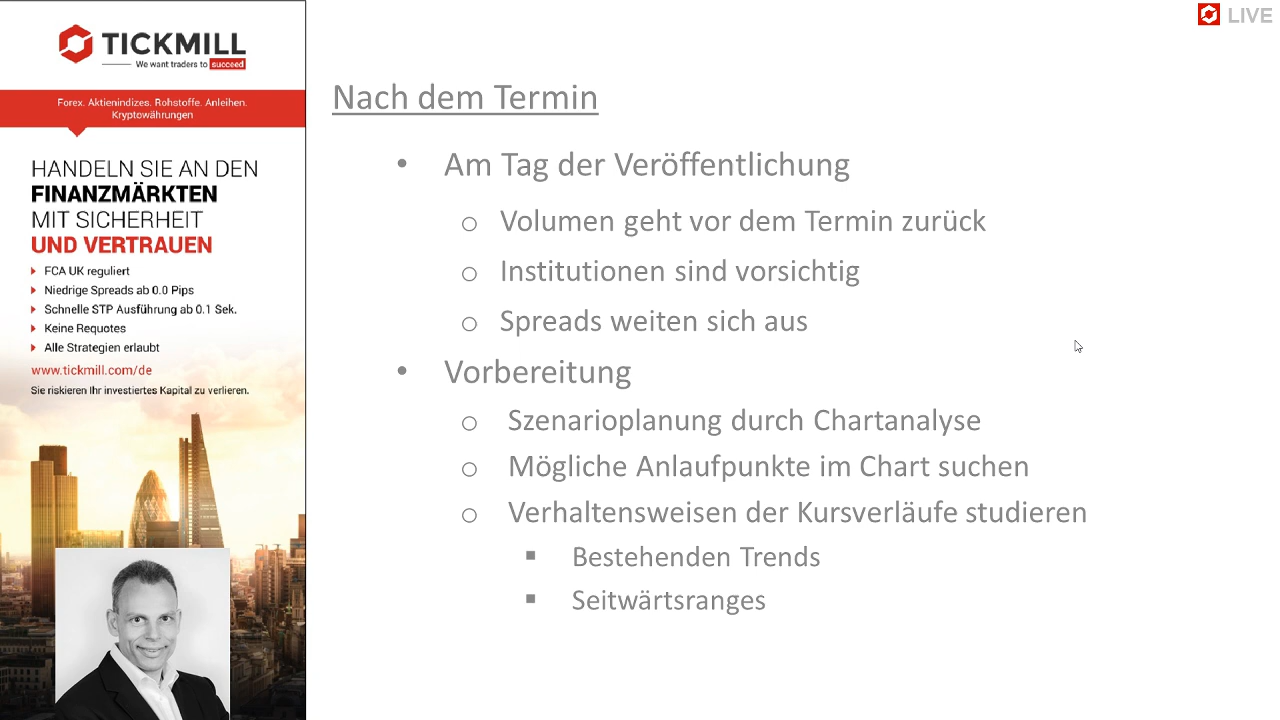 TICKMILL
We want traders to succeed
Forex. Aktienindizes. Rohstoffe. Anleihen.
Kryptowährungen
HANDELN SIE AN DEN
FINANZMÄRKTEN
MIT SICHERHEIT
UND VERTRAUEN
FCA UK reguliert
Niedrige Spreads ab 0.0 Pips
Schnelle STP Ausführung ab 0.1 Sek.
Keine Requotes
Alle Strategien erlaubt
www.tickmill.com/de
Sie riskieren Ihr investiertes Kapital zu verlieren.
LIVE
Nach dem Termin
• Am Tag der Veröffentlichung
o Volumen geht vor dem Termin zurück
o Institutionen sind vorsichtig
o Spreads weiten sich aus
• Vorbereitung
o Szenarioplanung durch Chartanalyse
o Mögliche Anlaufpunkte im Chart suchen
o Verhaltensweisen der Kursverläufe studieren
▪ Bestehenden Trends
▪ Seitwärtsranges